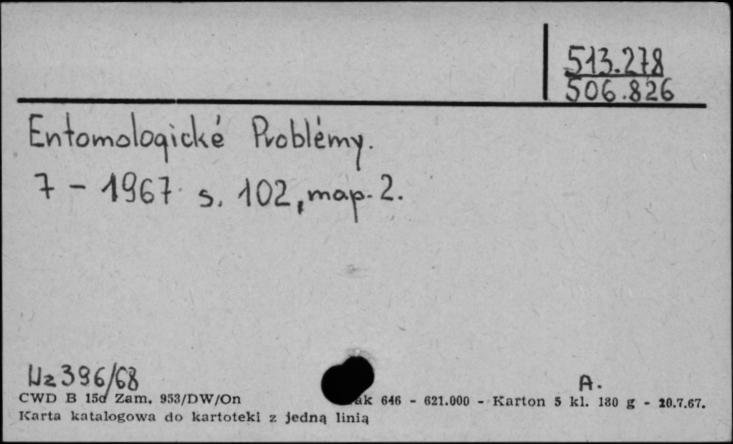 513.278
506.826
Entomologické Problémy.
7 - 1967 s. 102, map. 2.
Wz 396/68
A.
CWD B 15d Zam. 953/DW/On ak 646 - 621.000 - Karton 5 kl. 180 g - 20.7.67.
Karta katalogowa do kartoteki z jedną linią